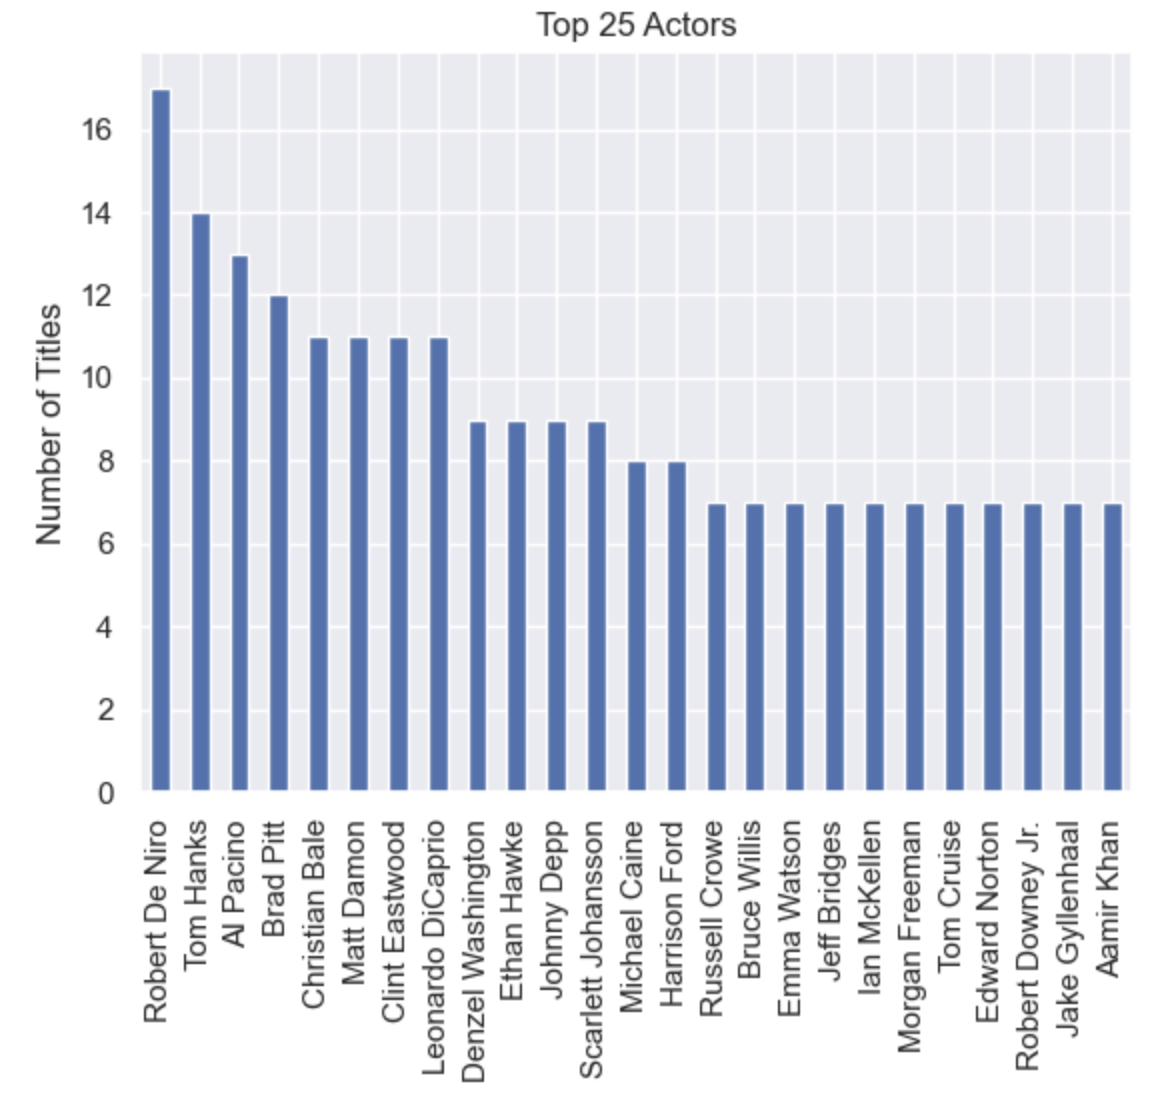 Top 25 Actors
Number of Titles
16
14
12
10
8
6
4
2
0
Robert De Niro
Tom Hanks
Al Pacino
Brad Pitt
Christian Bale
Matt Damon
Clint Eastwood
Leonardo DiCaprio
Denzel Washington
Ethan Hawke
Johnny Depp
Scarlett Johansson
Michael Caine
Harrison Ford
Russell Crowe
Bruce Willis
Emma Watson
Jeff Bridges
Ian McKellen
Morgan Freeman
Tom Cruise
Edward Norton
Robert Downey Jr.
Jake Gyllenhaal
Aamir Khan